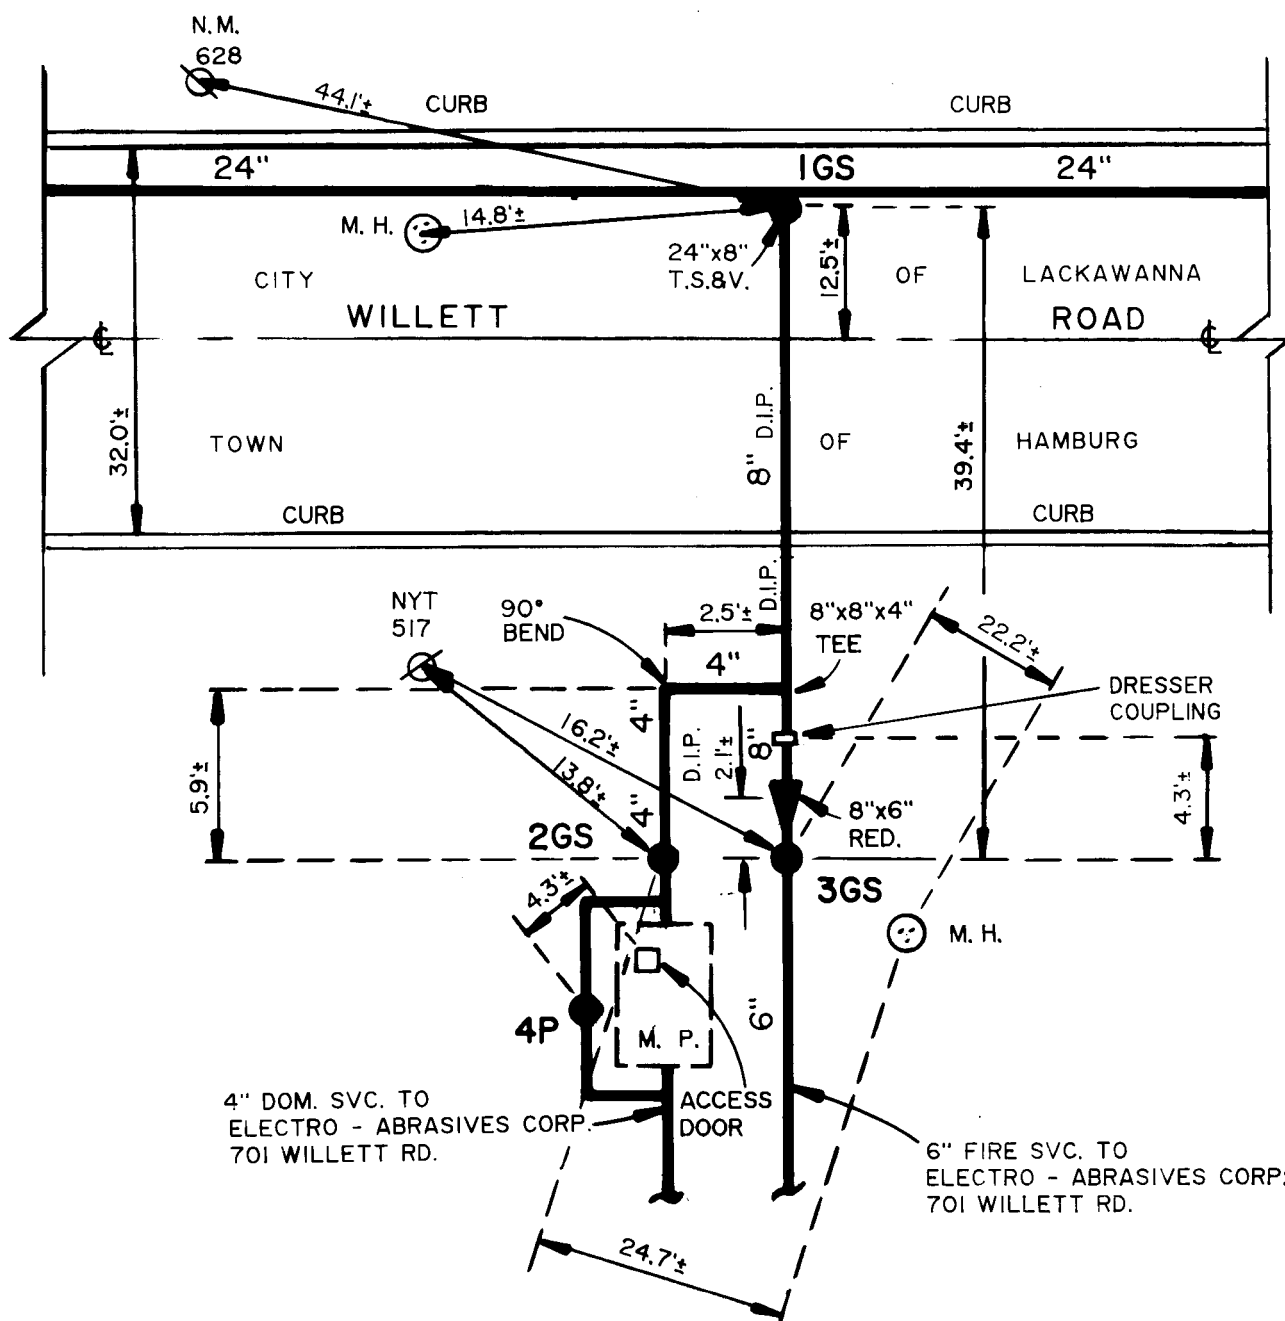 N.M.
628
44.1'±
CURB
CURB
24"
1GS
24"
M. H.
14.8'±
24"x8"
T.S.&V.
12.5'±
CITY
OF
LACKAWANNA
WILLETT
ROAD
℄
℄
32.0'±
TOWN
8" D.I.P.
OF
39.4'±
HAMBURG
CURB
CURB
NYT
517
90°
BEND
2.5'±
D.I.P.
8"x8"x4"
TEE
22.2'±
4"
4"
D.I.P.
2.1'±
8"
DRESSER
COUPLING
16.2'±
13.8'±
5.9'±
4"
8"x6"
RED.
4.3'±
2GS
3GS
4.3'±
M. H.
4P
M. P.
6"
4" DOM. SVC. TO
ELECTRO - ABRASIVES CORP.
701 WILLETT RD.
ACCESS
DOOR
6" FIRE SVC. TO
ELECTRO - ABRASIVES CORP.
701 WILLETT RD.
24.7'±